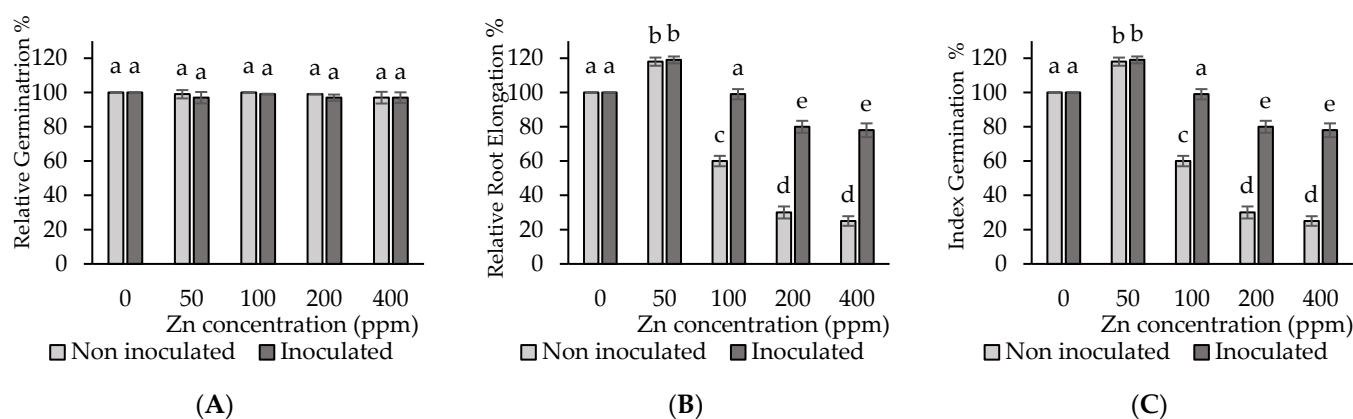 Relative Germinatrion %
120
100
80
60
40
20
0
a a
a a
a a
a a
a a
0 50 100 200 400
Zn concentration (ppm)
Non inoculated Inoculated
(A)
Relative Root Elongation %
120
100
80
60
40
20
0
a a
b b
c a
d e
d e
0 50 100 200 400
Zn concentration (ppm)
Non inoculated Inoculated
(B)
Index Germination %
120
100
80
60
40
20
0
a a
b b
c a
d e
d e
0 50 100 200 400
Zn concentration (ppm)
Non inoculated Inoculated
(C)